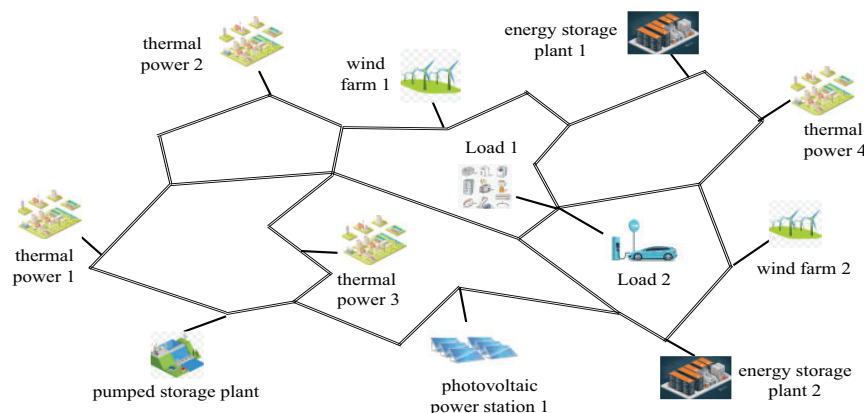 thermal
power 2
wind
farm 1
energy storage
plant 1
thermal
power 4
Load 1
thermal
power 1
thermal
power 3
Load 2
wind farm 2
pumped storage plant
photovoltaic
power station 1
energy storage
plant 2